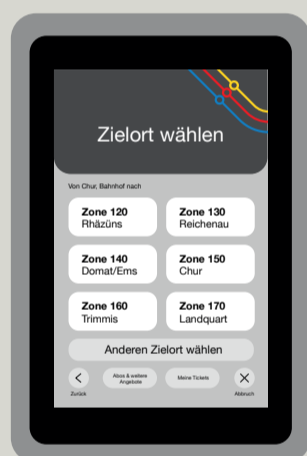 Zielort wählen
Von Chur, Bahnhof nach
Zone 120
Rhäzüns
Zone 130
Reichenau
Zone 140
Domat/Ems
Zone 150
Chur
Zone 160
Trimmis
Zone 170
Landquart
Anderen Zielort wählen
Abos & weitere
Angebote
Meine Tickets
Zurück
Abbruch